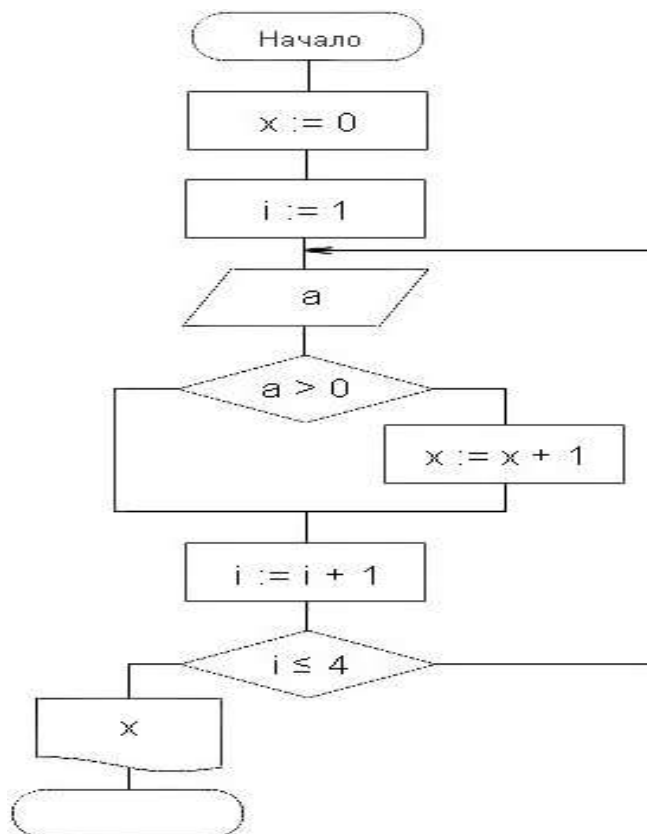 Начало
x := 0
i := 1
a
a > 0
x := x + 1
i := i + 1
i ≤ 4
x